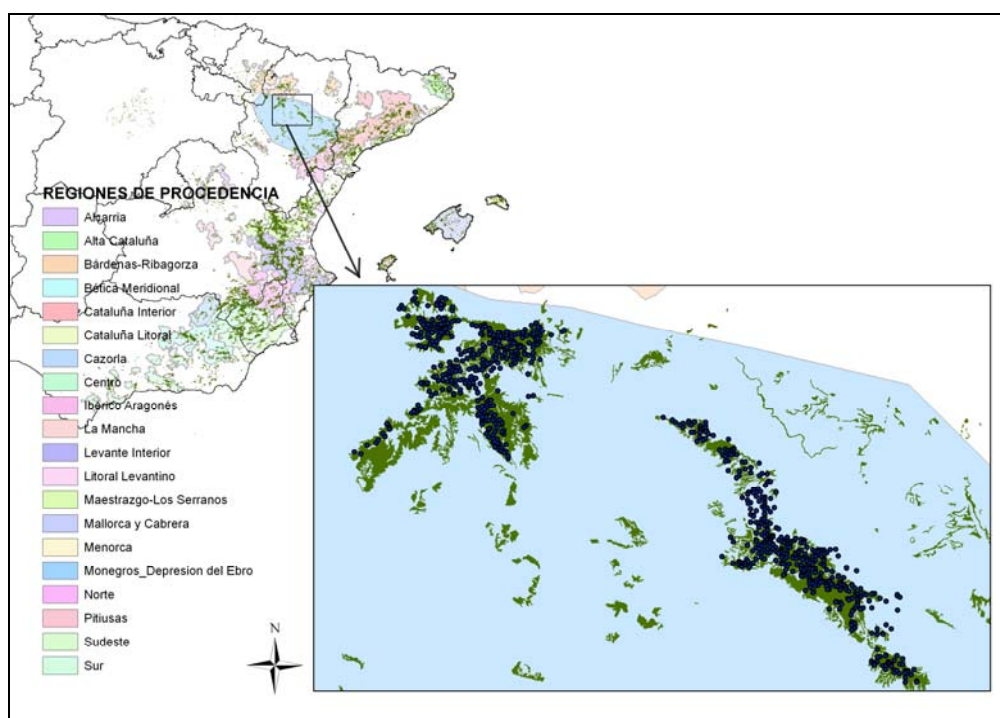 REGIONES DE PROCEDENCIA
Alcarria
Alta Cataluña
Bárdenas-Ribagorza
Bética Meridional
Cataluña Interior
Cataluña Litoral
Cazorla
Centro
Ibérico Aragonés
La Mancha
Levante Interior
Litoral Levantino
Maestrazgo-Los Serranos
Mallorca y Cabrera
Menorca
Monegros_Depresion del Ebro
Norte
Pitiusas
Sudeste
Sur
N